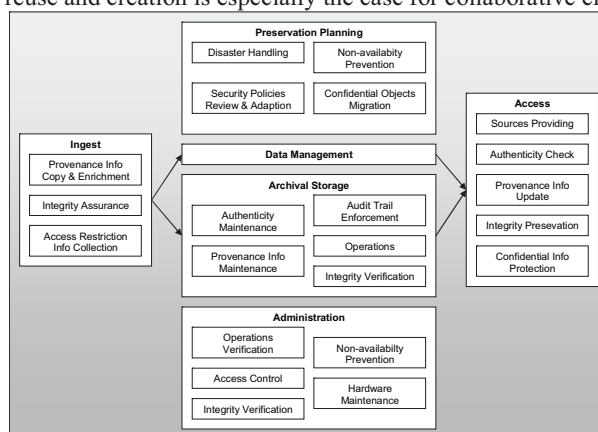 reuse and creation is especially the case for collaborative
Preservation Planning
Disaster Handling
Non-availabity
Prevention
Security Policies
Review & Adaption
Confidential Objects
Migration
Ingest
Provenance Info
Copy & Enrichment
Integrity Assurance
Access Restriction
Info Collection
Data Management
Archival Storage
Authenticity
Maintenance
Provenance Info
Maintenance
Audit Trail
Enforcement
Operations
Integrity Verification
Administration
Operations
Verification
Access Control
Integrity Verification
Non-availabilty
Prevention
Hardware
Maintenance
Access
Sources Providing
Authenticity Check
Provenance Info
Update
Integrity Presevation
Confidential Info
Protection